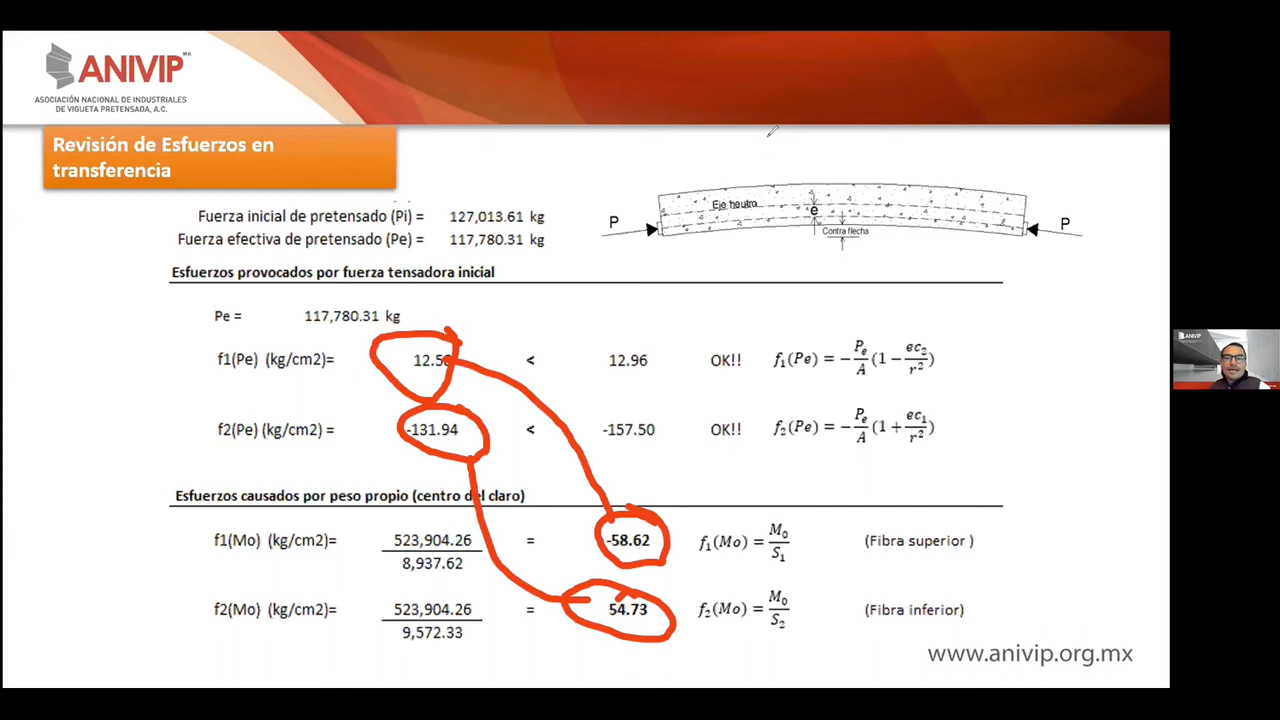 ANIVIP MR
ASOCIACIÓN NACIONAL DE INDUSTRIALES
DE VIGUETA PRETENSADA, A.C.
Revisión de Esfuerzos en
transferencia
Fuerza inicial de pretensado (Pi) = 127,013.61 kg
Fuerza efectiva de pretensado (Pe) = 117,780.31 kg
P Eje neutro e P
Contra flecha
Esfuerzos provocados por fuerza tensadora inicial
Pe = 117,780.31 kg
f1(Pe) (kg/cm2)= < 12.96 OK!! f₁(Pe) = −Pₑ/A (1 − ec₂/r²)
f2(Pe) (kg/cm2) = -131.94 < -157.50 OK!! f₂(Pe) = −Pₑ/A (1 + ec₁/r²)
Esfuerzos causados por peso propio (centro del claro)
f1(Mo) (kg/cm2)= 523,904.26 / 8,937.62 = -58.62 f₁(Mo) = M₀/S₁ (Fibra superior )
f2(Mo) (kg/cm2)= 523,904.26 / 9,572.33 = 54.73 f₂(Mo) = M₀/S₂ (Fibra inferior)
www.anivip.org.mx
ANIVIP